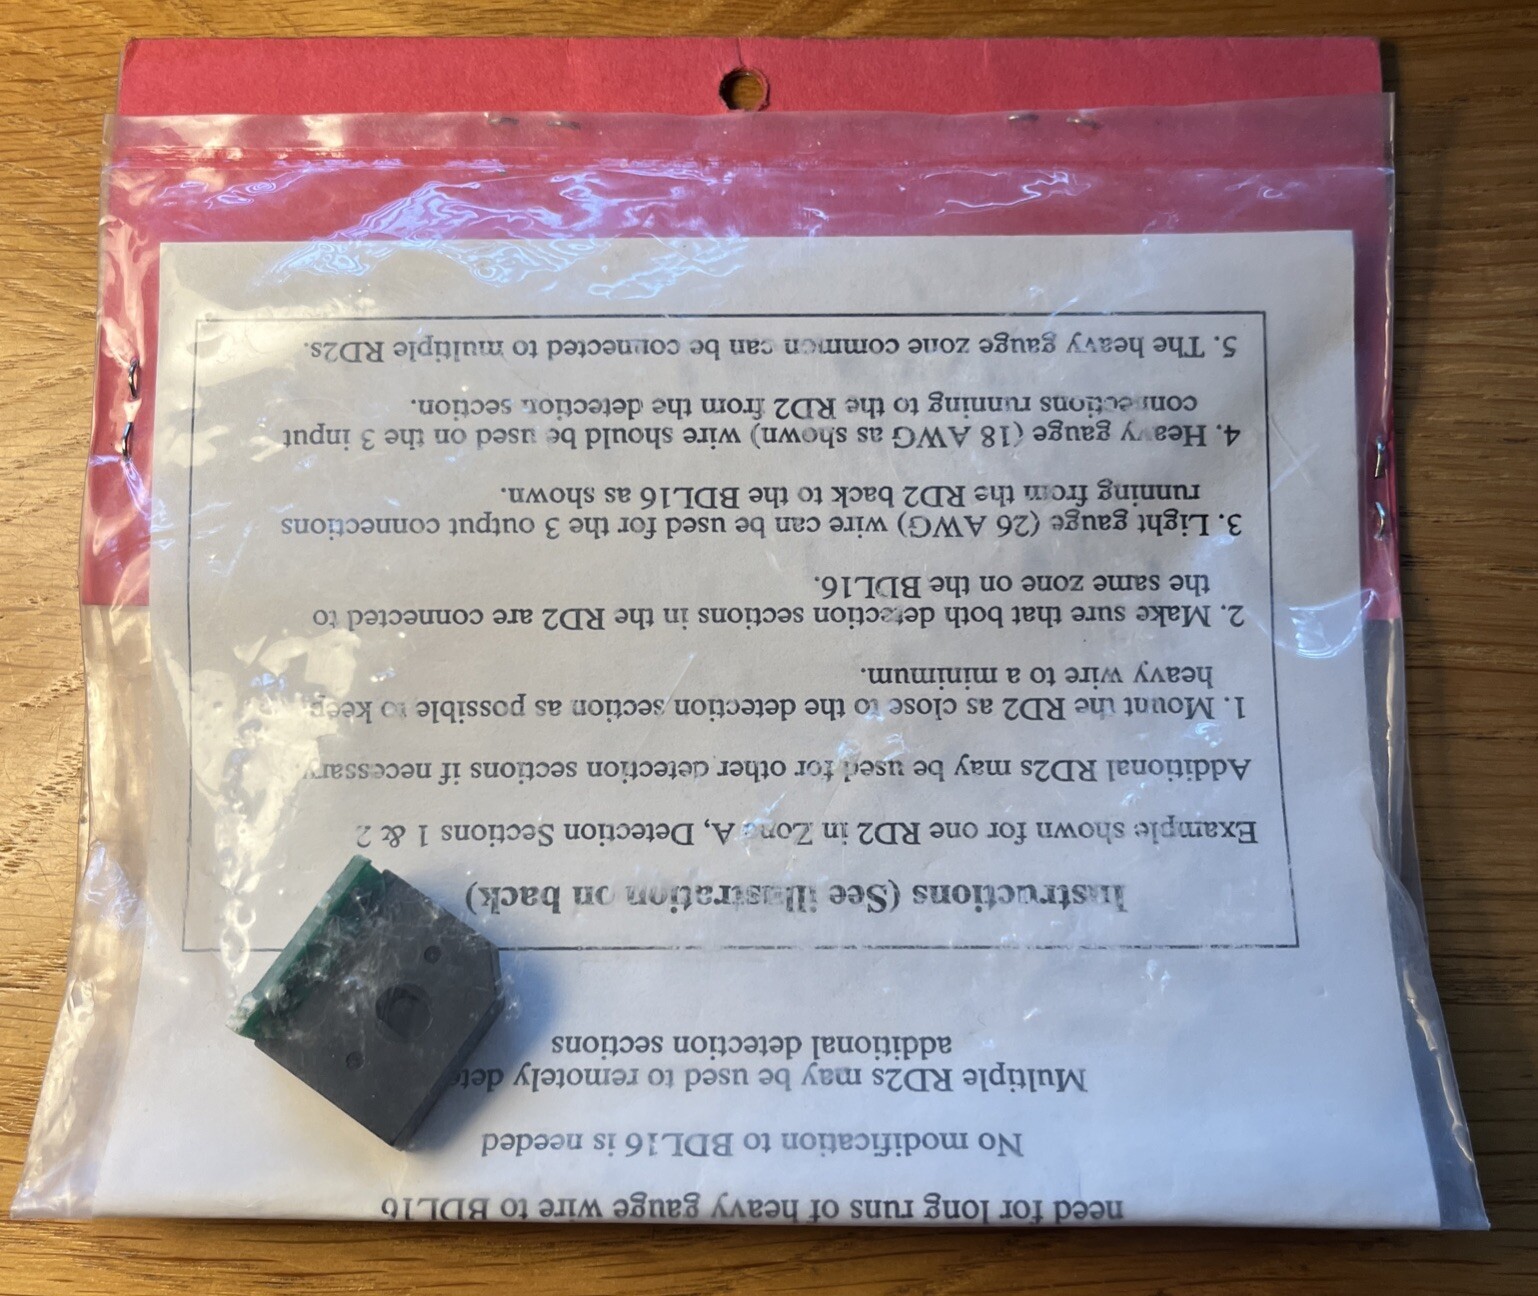 need for long runs of heavy gauge wire to BDL16
No modification to BDL16 is needed
Multiple RD2s may be used to remotely
additional detection sections
Instructions (See illustration on back)
Example shown for one RD2 in Zone A, Detection Sections 1 & 2
Additional RD2s may be used for other detection sections if necessary.
1. Mount the RD2 as close to the detection section as possible to keep
heavy wire to a minimum.
2. Make sure that both detection sections in the RD2 are connected to
the same zone on the BDL16.
3. Light gauge (26 AWG) wire can be used for the 3 output connections
running from the RD2 back to the BDL16 as shown.
4. Heavy gauge (18 AWG as shown) wire should be used on the 3 input
connections running to the RD2 from the detection section.
5. The heavy gauge zone common can be connected to multiple RD2s.